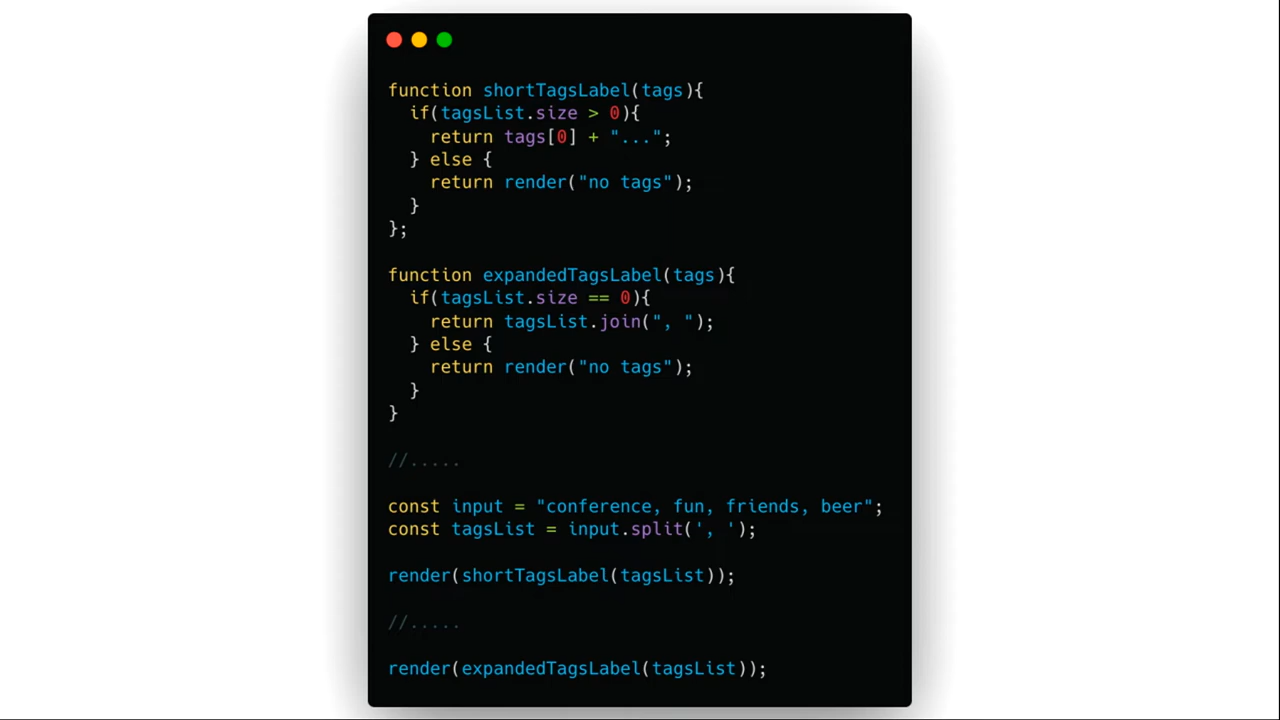 function shortTagsLabel(tags){
  if(tagsList.size > 0){
    return tags[0] + "...";
  } else {
    return render("no tags");
  }
};

function expandedTagsLabel(tags){
  if(tagsList.size == 0){
    return tagsList.join(", ");
  } else {
    return render("no tags");
  }
}

//.....

const input = "conference, fun, friends, beer";
const tagsList = input.split(', ');

render(shortTagsLabel(tagsList));

//.....

render(expandedTagsLabel(tagsList));